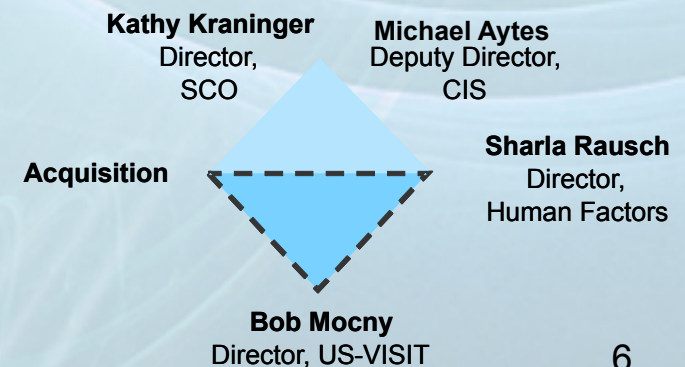 Kathy Kraninger
Director,
SCO
Michael Aytes
Deputy Director,
CIS
Acquisition
Sharla Rausch
Director,
Human Factors
Bob Mocny
Director, US-VISIT
6